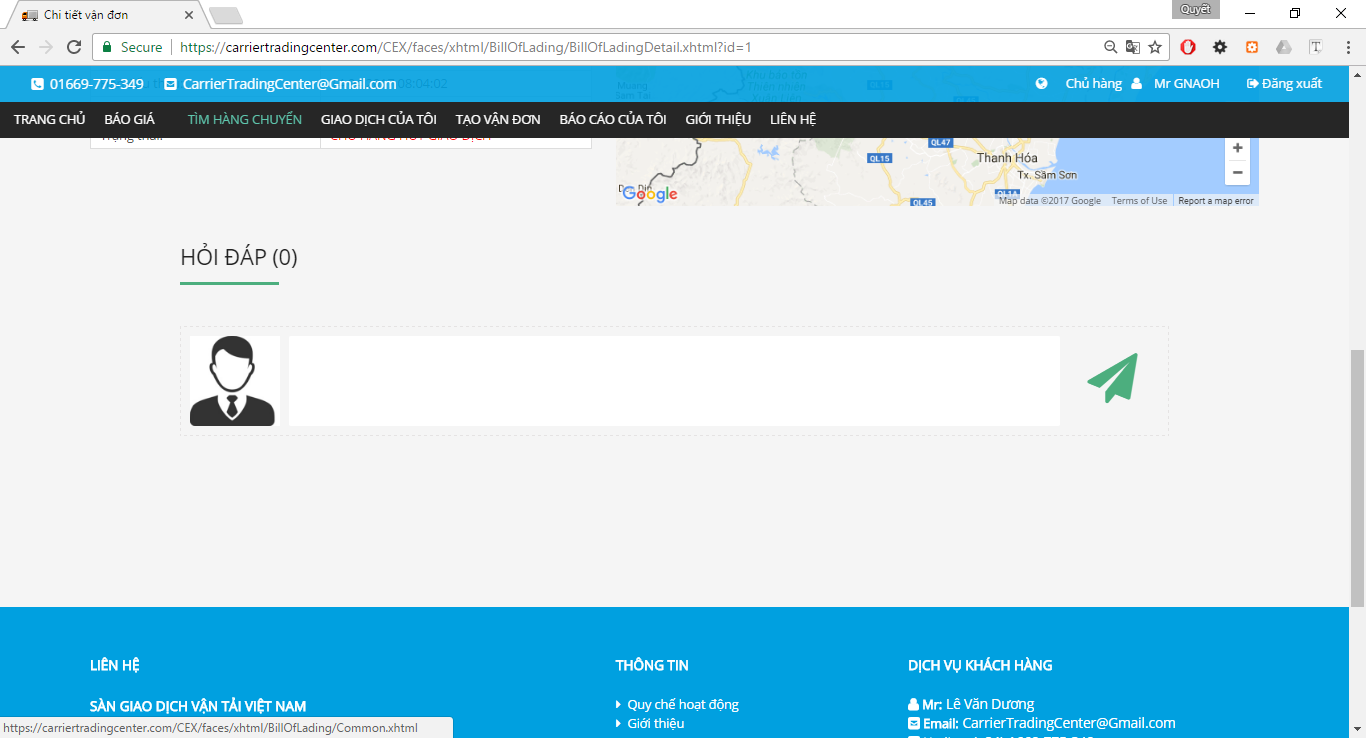 Chi tiết vận đơn
Quyết
Secure
https://carriertradingcenter.com/CEX/faces/xhtml/BillOfLading/BillOfLadingDetail.xhtml?id=1
01669-775-349 CarrierTradingCenter@Gmail.com 08:04:02
Chủ hàng Mr GNAOH Đăng xuất
TRANG CHỦ BÁO GIÁ TÌM HÀNG CHUYẾN GIAO DỊCH CỦA TÔI TẠO VẬN ĐƠN BÁO CÁO CỦA TÔI GIỚI THIỆU LIÊN HỆ
QL15
QL47
QL15
Thanh Hóa
Tx. Sầm Sơn
QL1A
QL45
Google
Map data ©2017 Google Terms of Use Report a map error
HỎI ĐÁP (0)
LIÊN HỆ
SÀN GIAO DỊCH VẬN TẢI VIỆT NAM
THÔNG TIN
Quy chế hoạt động
Giới thiệu
DỊCH VỤ KHÁCH HÀNG
Mr: Lê Văn Dương
Email: CarrierTradingCenter@Gmail.com
https://carriertradingcenter.com/CEX/faces/xhtml/BillOfLading/Common.xhtml